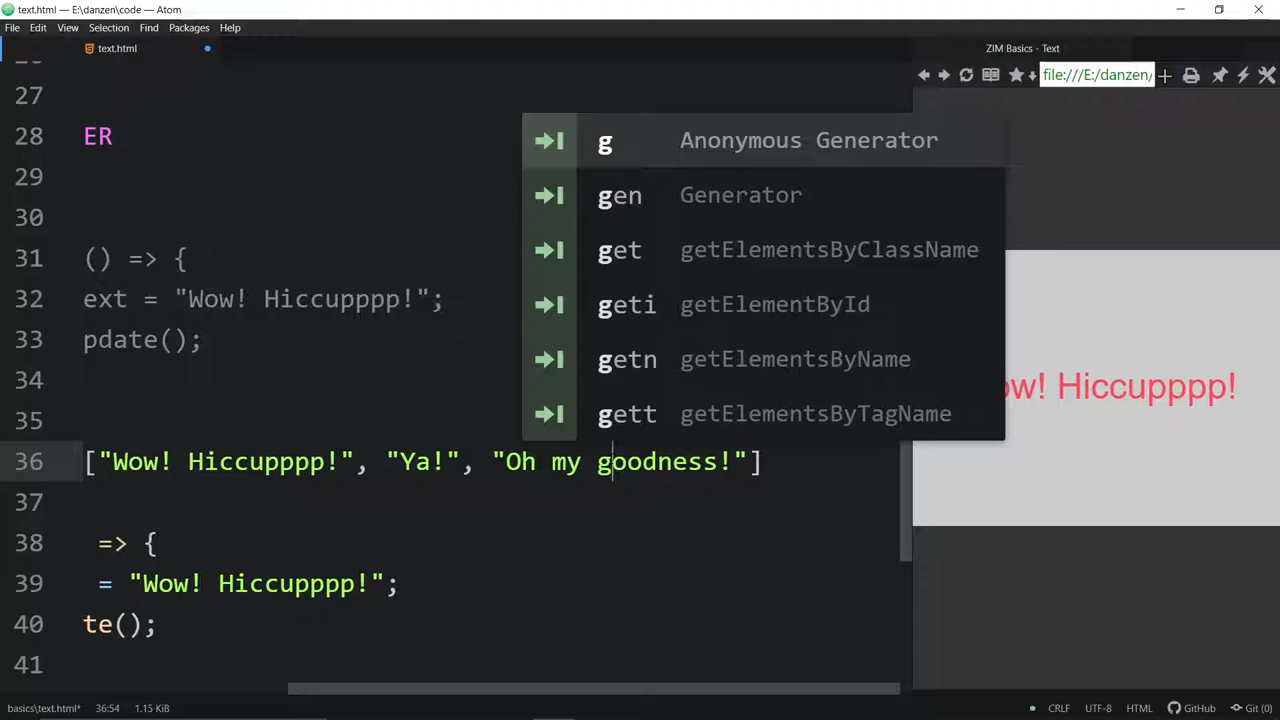 text.html — E:\danzen\code — Atom
File Edit View Selection Find Packages Help
text.html
ZIM Basics - Text
file:///E:/danzen/
27
28 ER
29
30
31 () => {
32 ext = "Wow! Hiccupppp!";
33 pdate();
34
35
36 ["Wow! Hiccupppp!", "Ya!", "Oh my goodness!"]
37
38 => {
39 = "Wow! Hiccupppp!";
40 te();
41
g Anonymous Generator
gen Generator
get getElementsByClassName
geti getElementById
getn getElementsByName
gett getElementsByTagName
ow! Hiccupppp!
basics\text.html* 36:54 1.15 KiB
CRLF UTF-8 HTML GitHub Git (0)